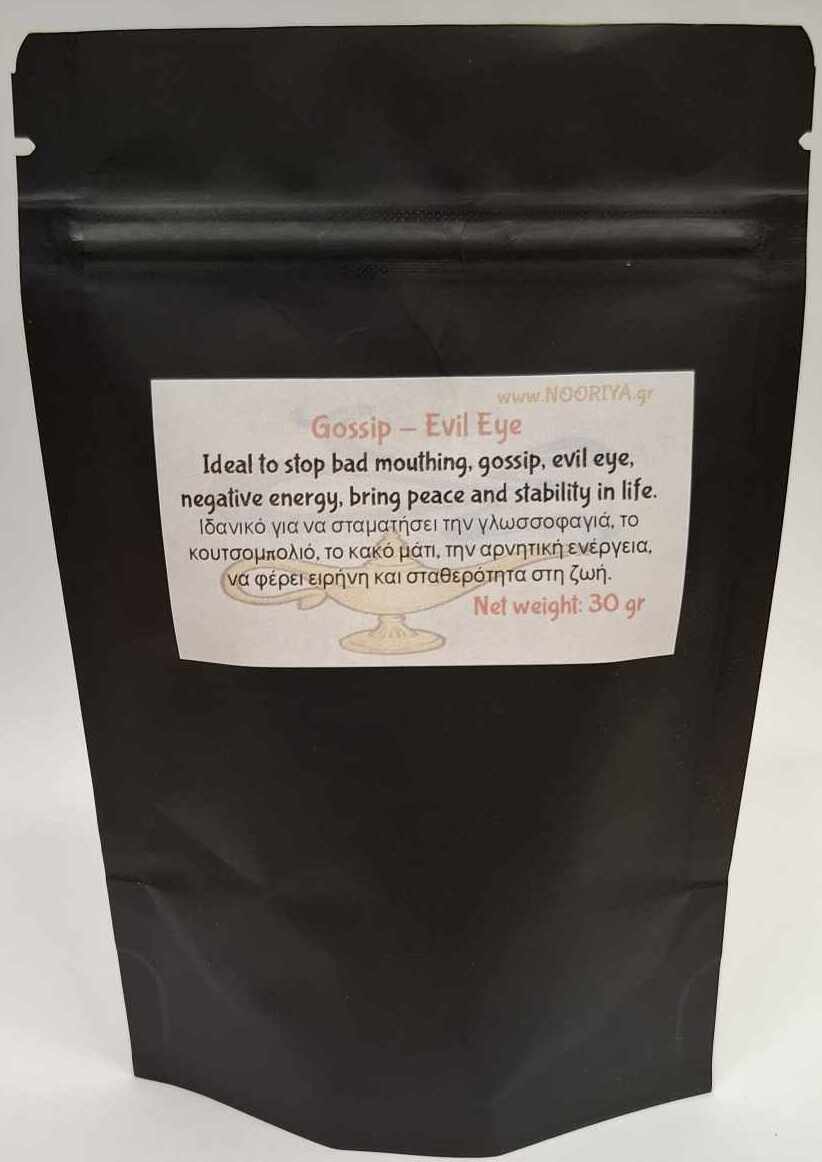 www.NOORIYA.gr
Gossip – Evil Eye
Ideal to stop bad mouthing, gossip, evil eye,
negative energy, bring peace and stability in life.
Ιδανικό για να σταματήσει την γλωσσοφαγιά, το
κουτσομπολιό, το κακό μάτι, την αρνητική ενέργεια,
να φέρει ειρήνη και σταθερότητα στη ζωή.
Net weight: 30 gr